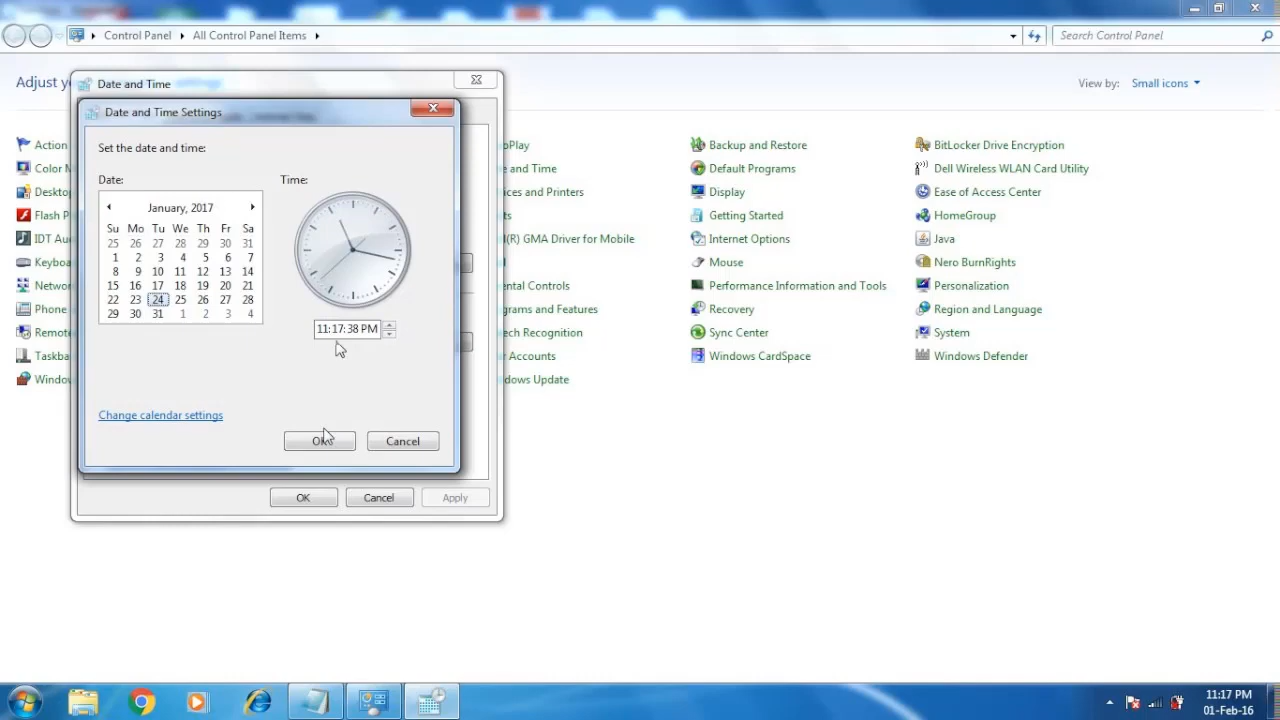 Control Panel All Control Panel Items
Search Control Panel
Adjust
View by: Small icons
Date and Time
Date and Time Settings
Set the date and time:
Date: Time:
January, 2017
Su Mo Tu We Th Fr Sa
25 26 27 28 29 30 31
1 2 3 4 5 6 7
8 9 10 11 12 13 14
15 16 17 18 19 20 21
22 23 24 25 26 27 28
29 30 31 1 2 3 4
11:17:38 PM
Change calendar settings
OK Cancel
OK Cancel Apply
Action
Color
Desktop
Flash P
IDT Au
Keyboa
Network
Phone
Remot
Taskba
Window
oPlay
e and Time
ices and Printers
ts
l(R) GMA Driver for Mobile
l
ental Controls
grams and Features
ech Recognition
r Accounts
dows Update
Backup and Restore
Default Programs
Display
Getting Started
Internet Options
Mouse
Performance Information and Tools
Recovery
Sync Center
Windows CardSpace
BitLocker Drive Encryption
Dell Wireless WLAN Card Utility
Ease of Access Center
HomeGroup
Java
Nero BurnRights
Personalization
Region and Language
System
Windows Defender
11:17 PM
01-Feb-16